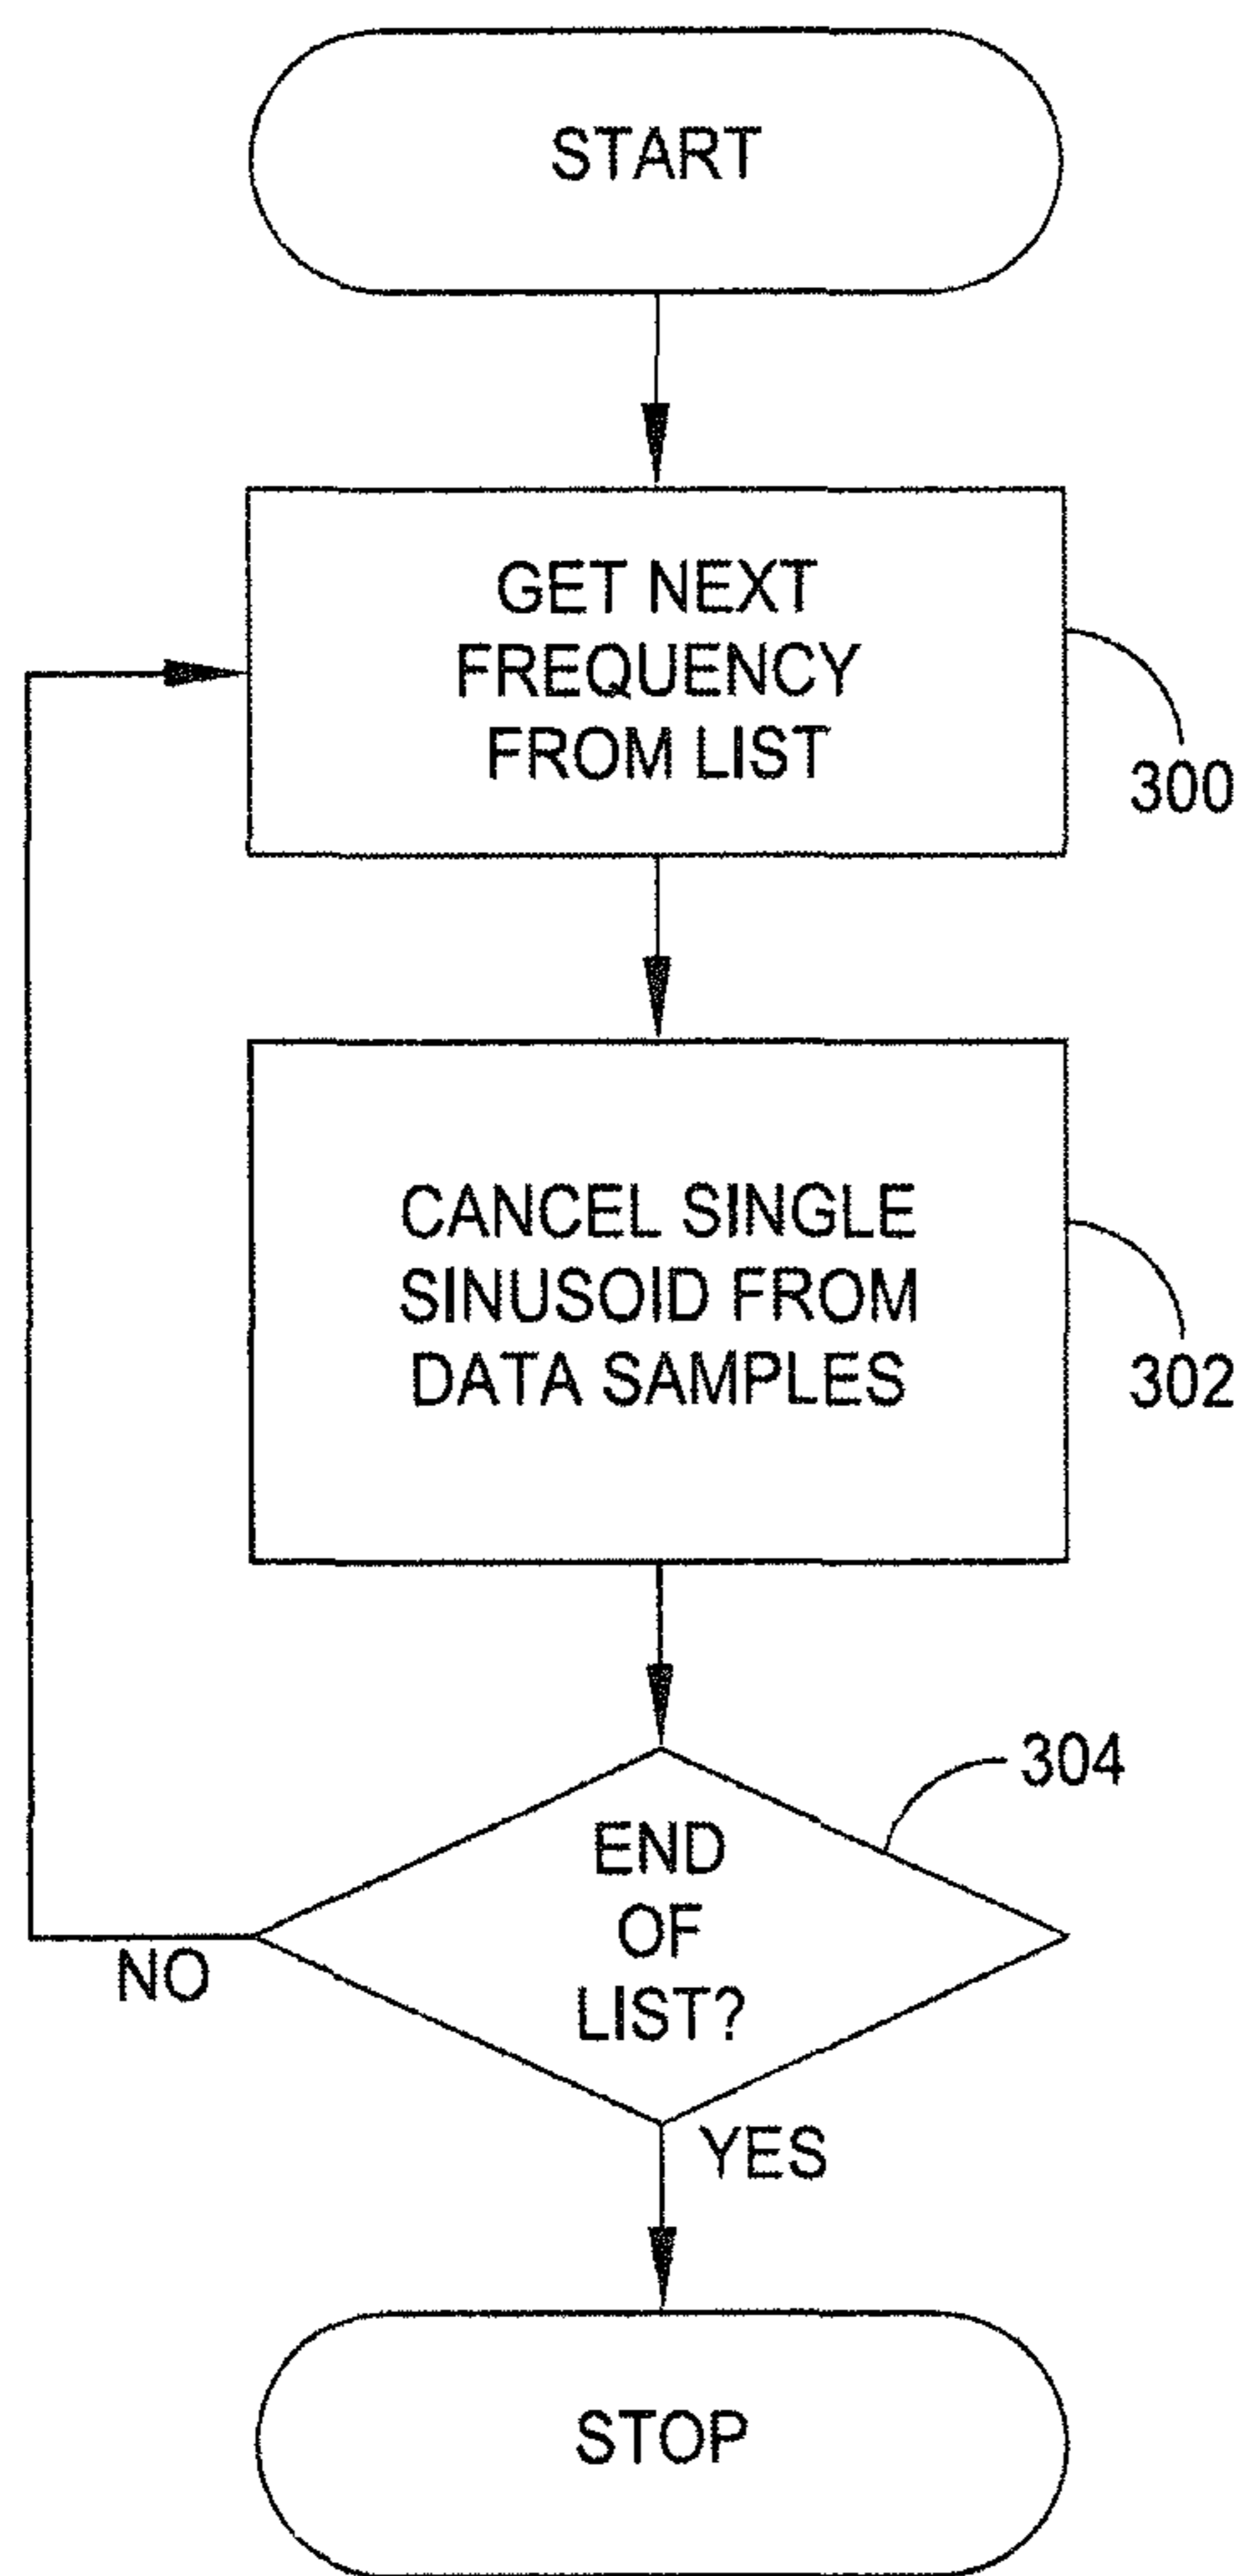 START
GET NEXT
FREQUENCY
FROM LIST
300
CANCEL SINGLE
SINUSOID FROM
DATA SAMPLES
302
304
END
OF
LIST?
NO
YES
STOP